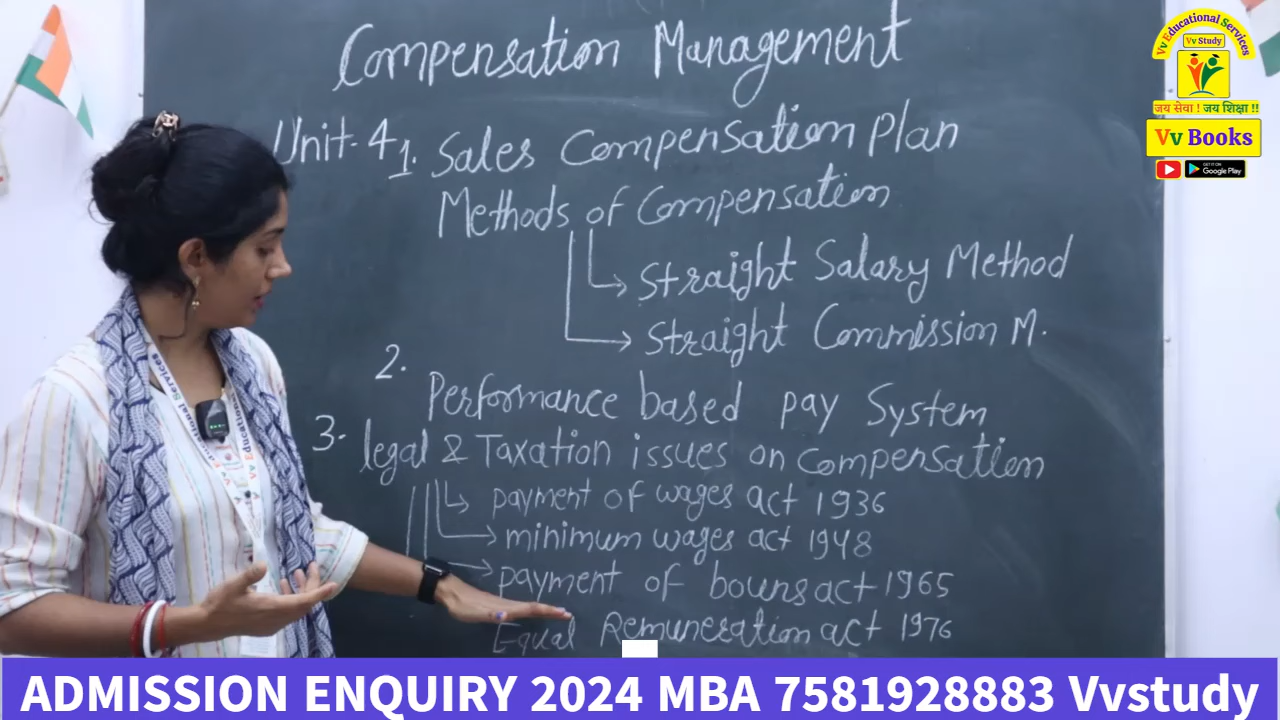 Compensation Management
Unit-4 1. Sales Compensation Plan
Methods of Compensation
Straight Salary Method
Straight Commission M.
2.
Performance based pay System
3- legal & Taxation issues on compensation
payment of wages act 1936
minimum wages act 1948
payment of bouns act 1965
Equal Remuneration act 1976
Vv Educational Services
Vv Study
जय सेवा ! जय शिक्षा !!
Vv Books
GET IT ON
Google Play
ADMISSION ENQUIRY 2024 MBA 7581928883 Vvstudy